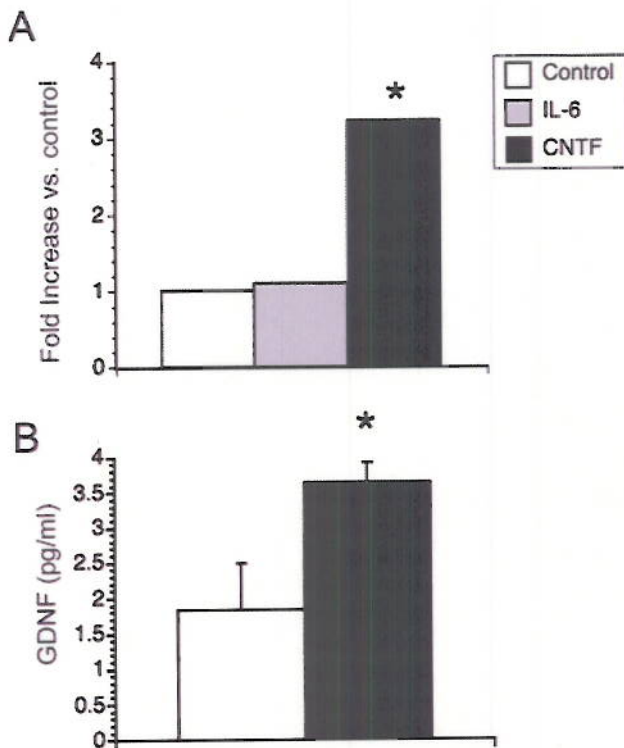 A
4
3
2
1
0
Fold Increase vs. control
*
Control
IL-6
CNTF
B
4
3.5
3
2.5
2
1.5
1
0.5
0
GDNF (pg/ml)
*